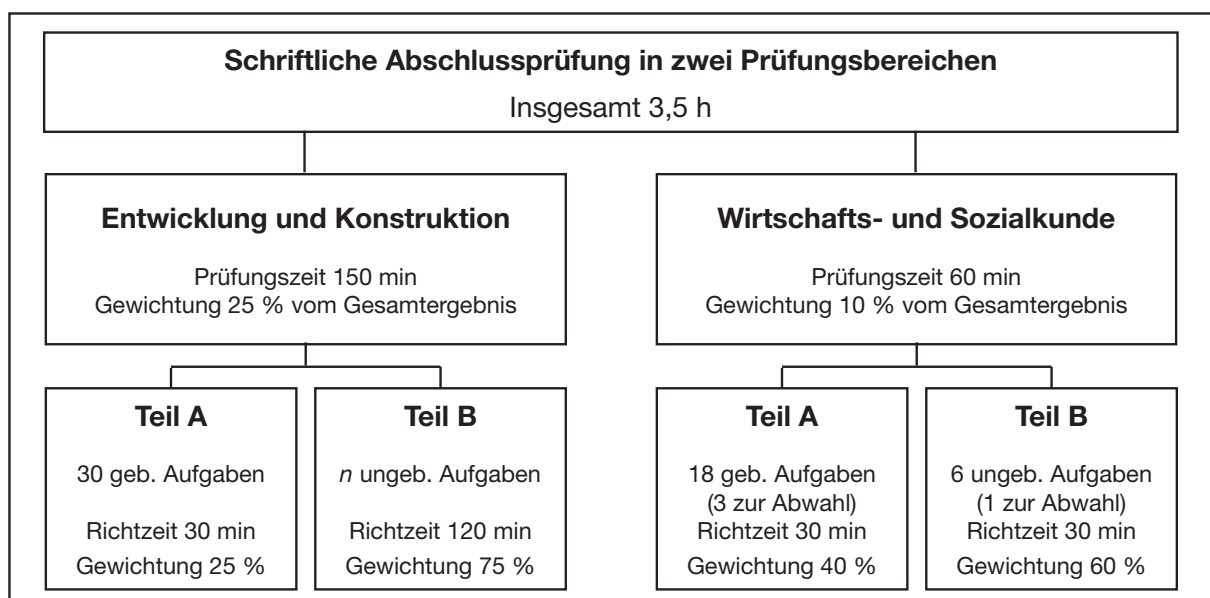 Schriftliche Abschlussprüfung in zwei Prüfungsbereichen
Insgesamt 3,5 h
Entwicklung und Konstruktion
Prüfungszeit 150 min
Gewichtung 25 % vom Gesamtergebnis
Wirtschafts- und Sozialkunde
Prüfungszeit 60 min
Gewichtung 10 % vom Gesamtergebnis
Teil A
30 geb. Aufgaben
Richtzeit 30 min
Gewichtung 25 %
Teil B
n ungeb. Aufgaben
Richtzeit 120 min
Gewichtung 75 %
Teil A
18 geb. Aufgaben
(3 zur Abwahl)
Richtzeit 30 min
Gewichtung 40 %
Teil B
6 ungeb. Aufgaben
(1 zur Abwahl)
Richtzeit 30 min
Gewichtung 60 %